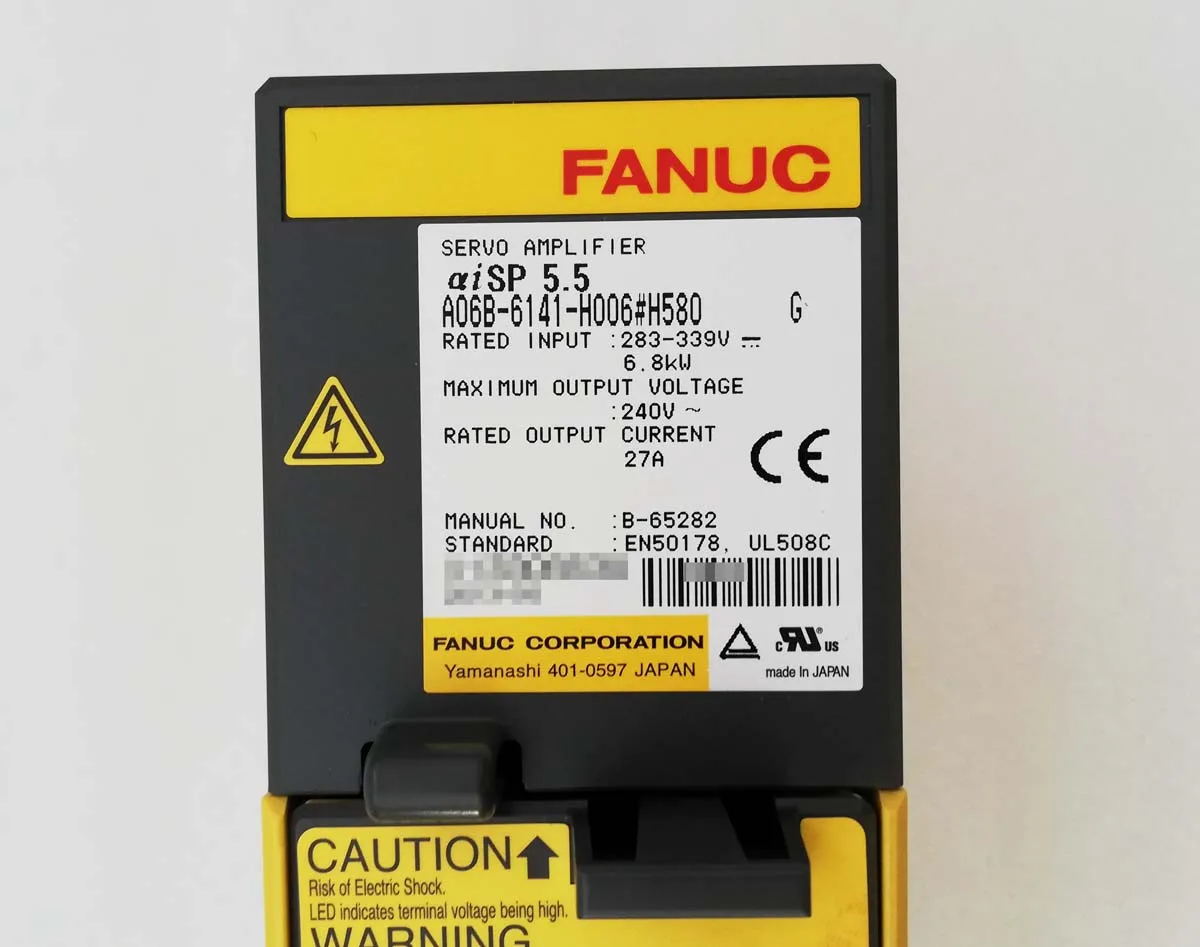 FANUC
SERVO AMPLIFIER
αiSP 5.5
A06B-6141-H006#H580 G
RATED INPUT :283-339V ⎓
6.8kW
MAXIMUM OUTPUT VOLTAGE
:240V ~
RATED OUTPUT CURRENT
27A
CE
MANUAL NO. :B-65282
STANDARD :EN50178, UL508C
FANUC CORPORATION
Yamanashi 401-0597 JAPAN
c RU® US
made In JAPAN
CAUTION
Risk of Electric Shock.
LED indicates terminal voltage being high.
WARNING